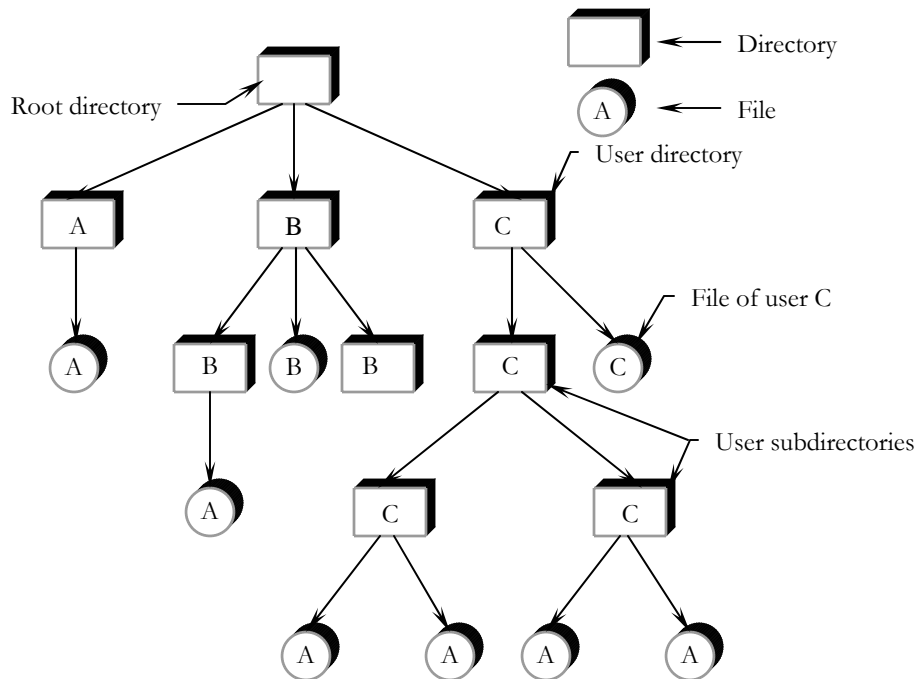 Directory
Root directory
A
File
User directory
A
B
C
File of user C
A
B
B
B
C
C
User subdirectories
A
C
C
A
A
A
A